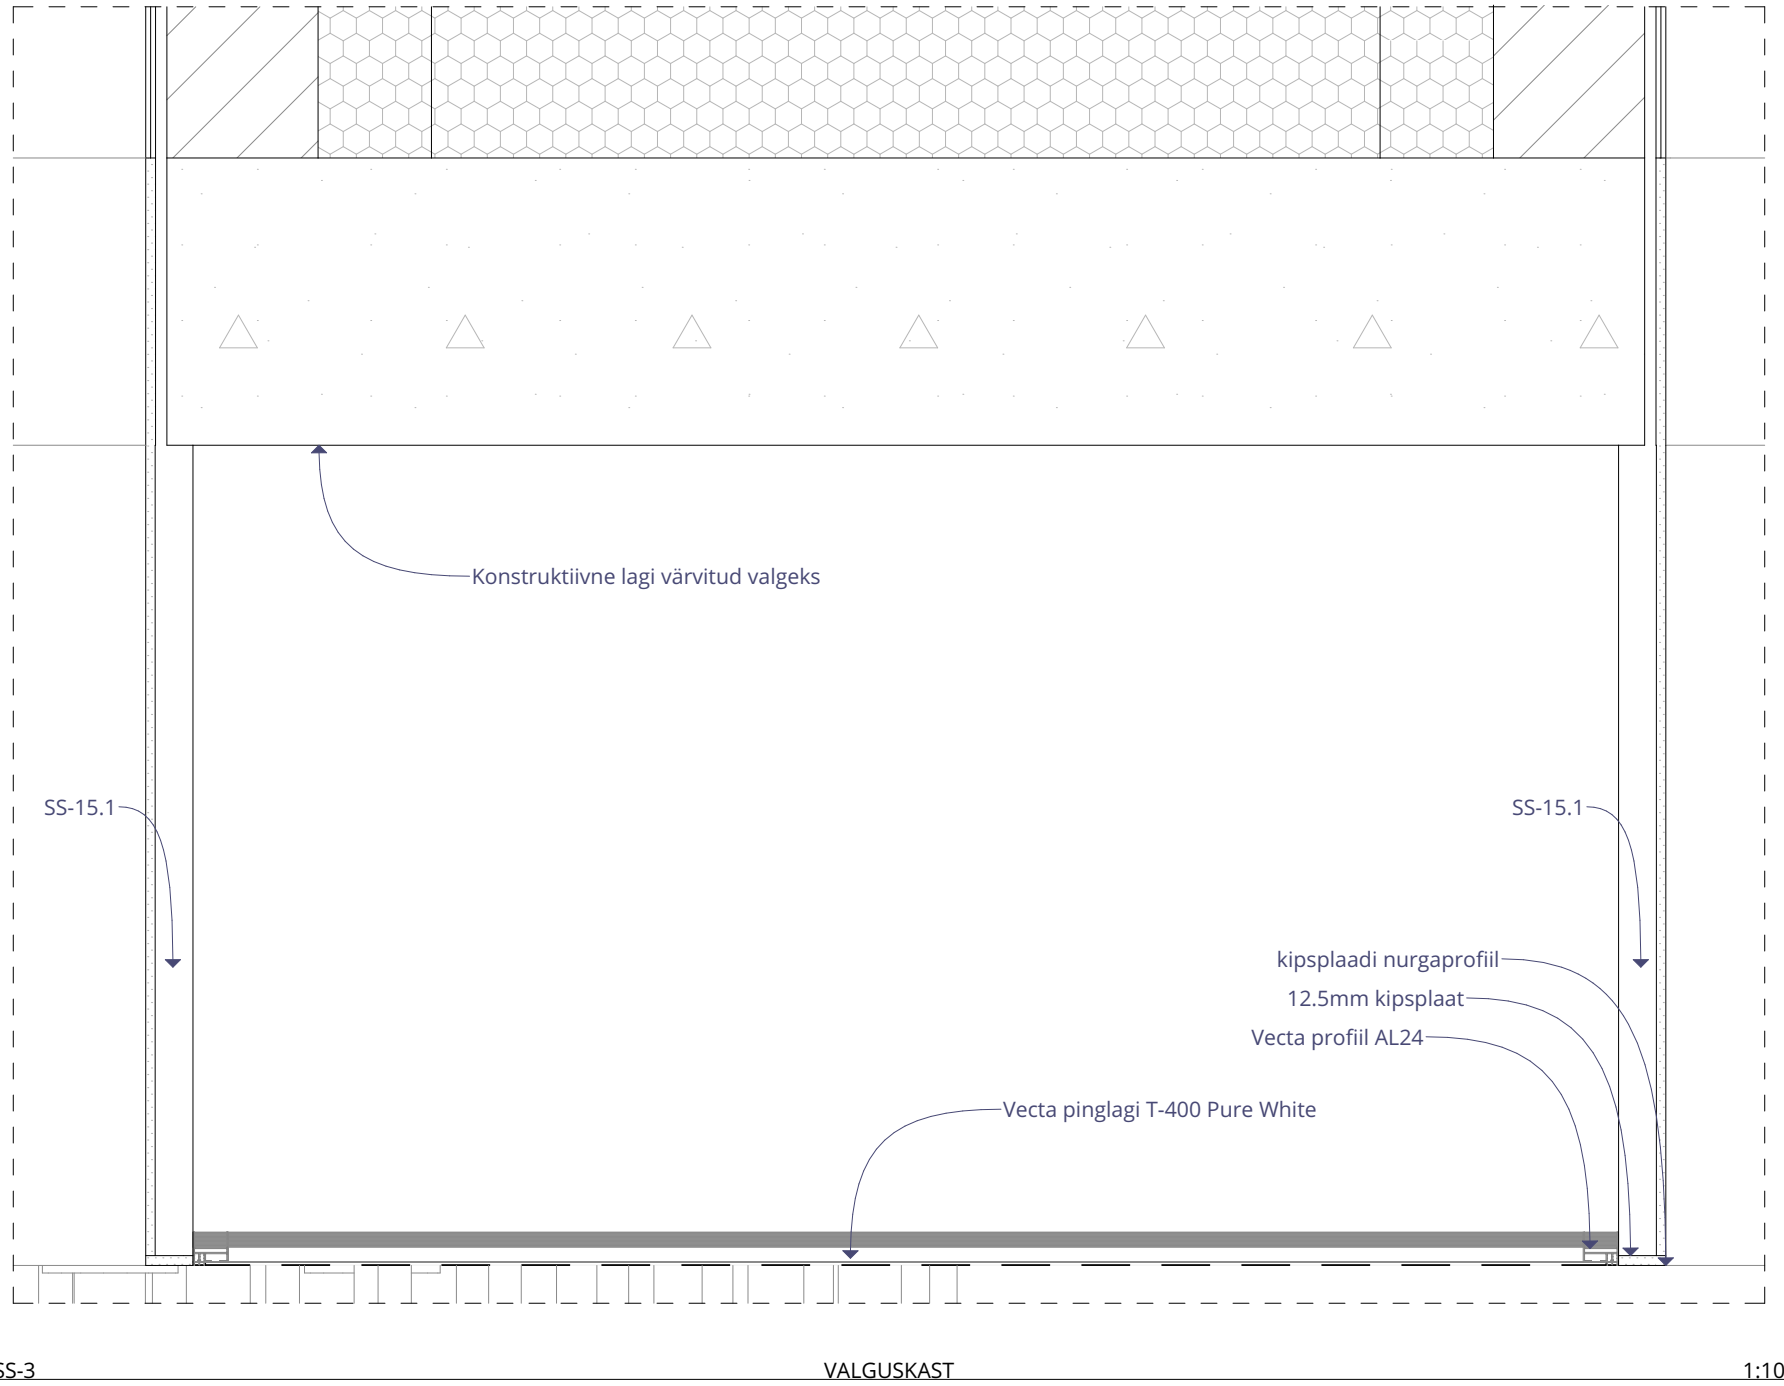 Konstruktiivne lagi värvitud valgeks
SS-15.1
SS-15.1
kipsplaadi nurgaprofiil
12.5mm kipsplaat
Vecta profiil AL24
Vecta pinglagi T-400 Pure White
SS-3
VALGUSKAST
1:10